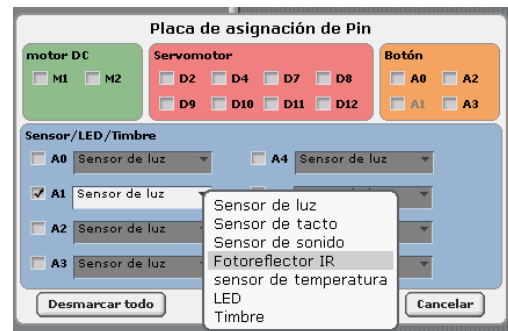 Placa de asignación de Pin
motor DC
M1 M2
Servomotor
D2 D4 D7 D8
D9 D10 D11 D12
Botón
A0 A2
A1 A3
Sensor/LED/Timbre
A0 Sensor de luz
A4 Sensor de luz
A1 Sensor de luz
A2 Sensor de luz
A3 Sensor de luz
Sensor de luz
Sensor de tacto
Sensor de sonido
Fotoreflector IR
sensor de temperatura
LED
Timbre
Desmarcar todo
Cancelar